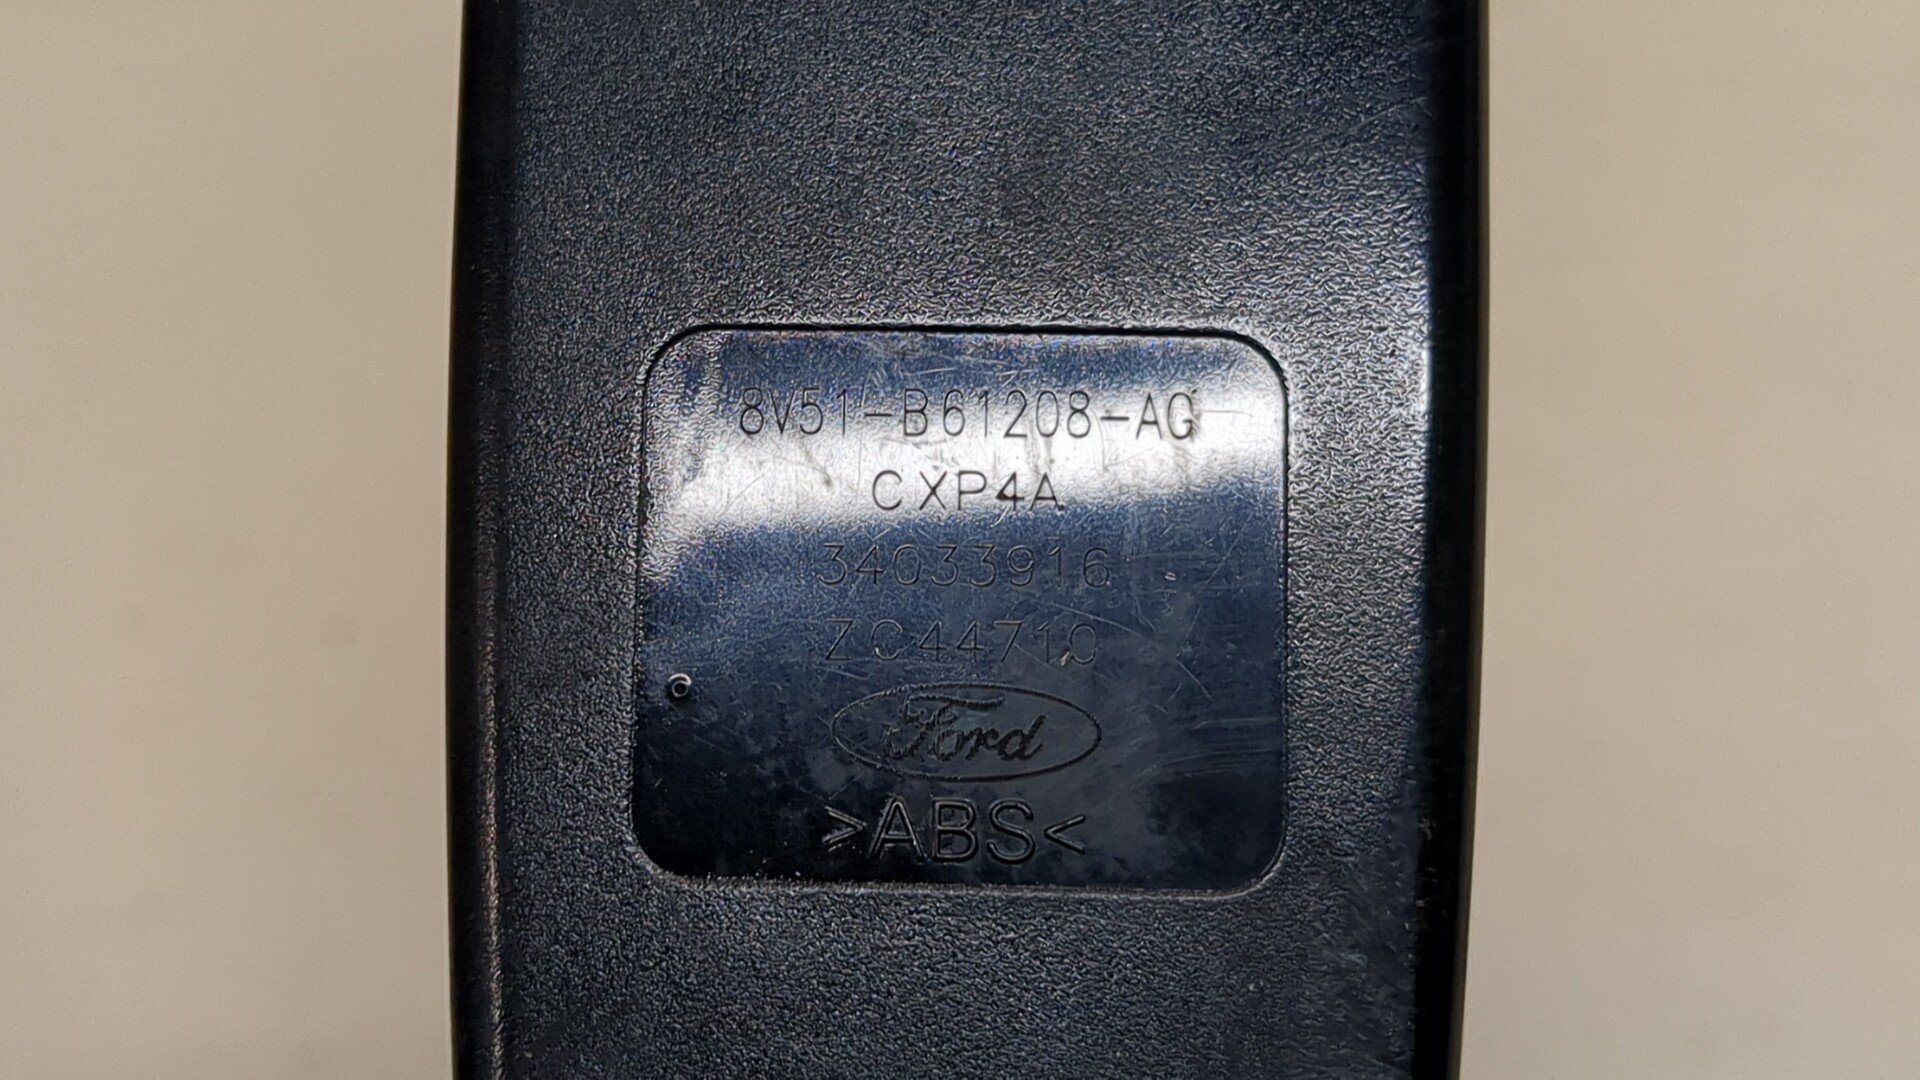 8V51-B61208-AG
CXP4A
34033916
ZC44710
Ford
>ABS<